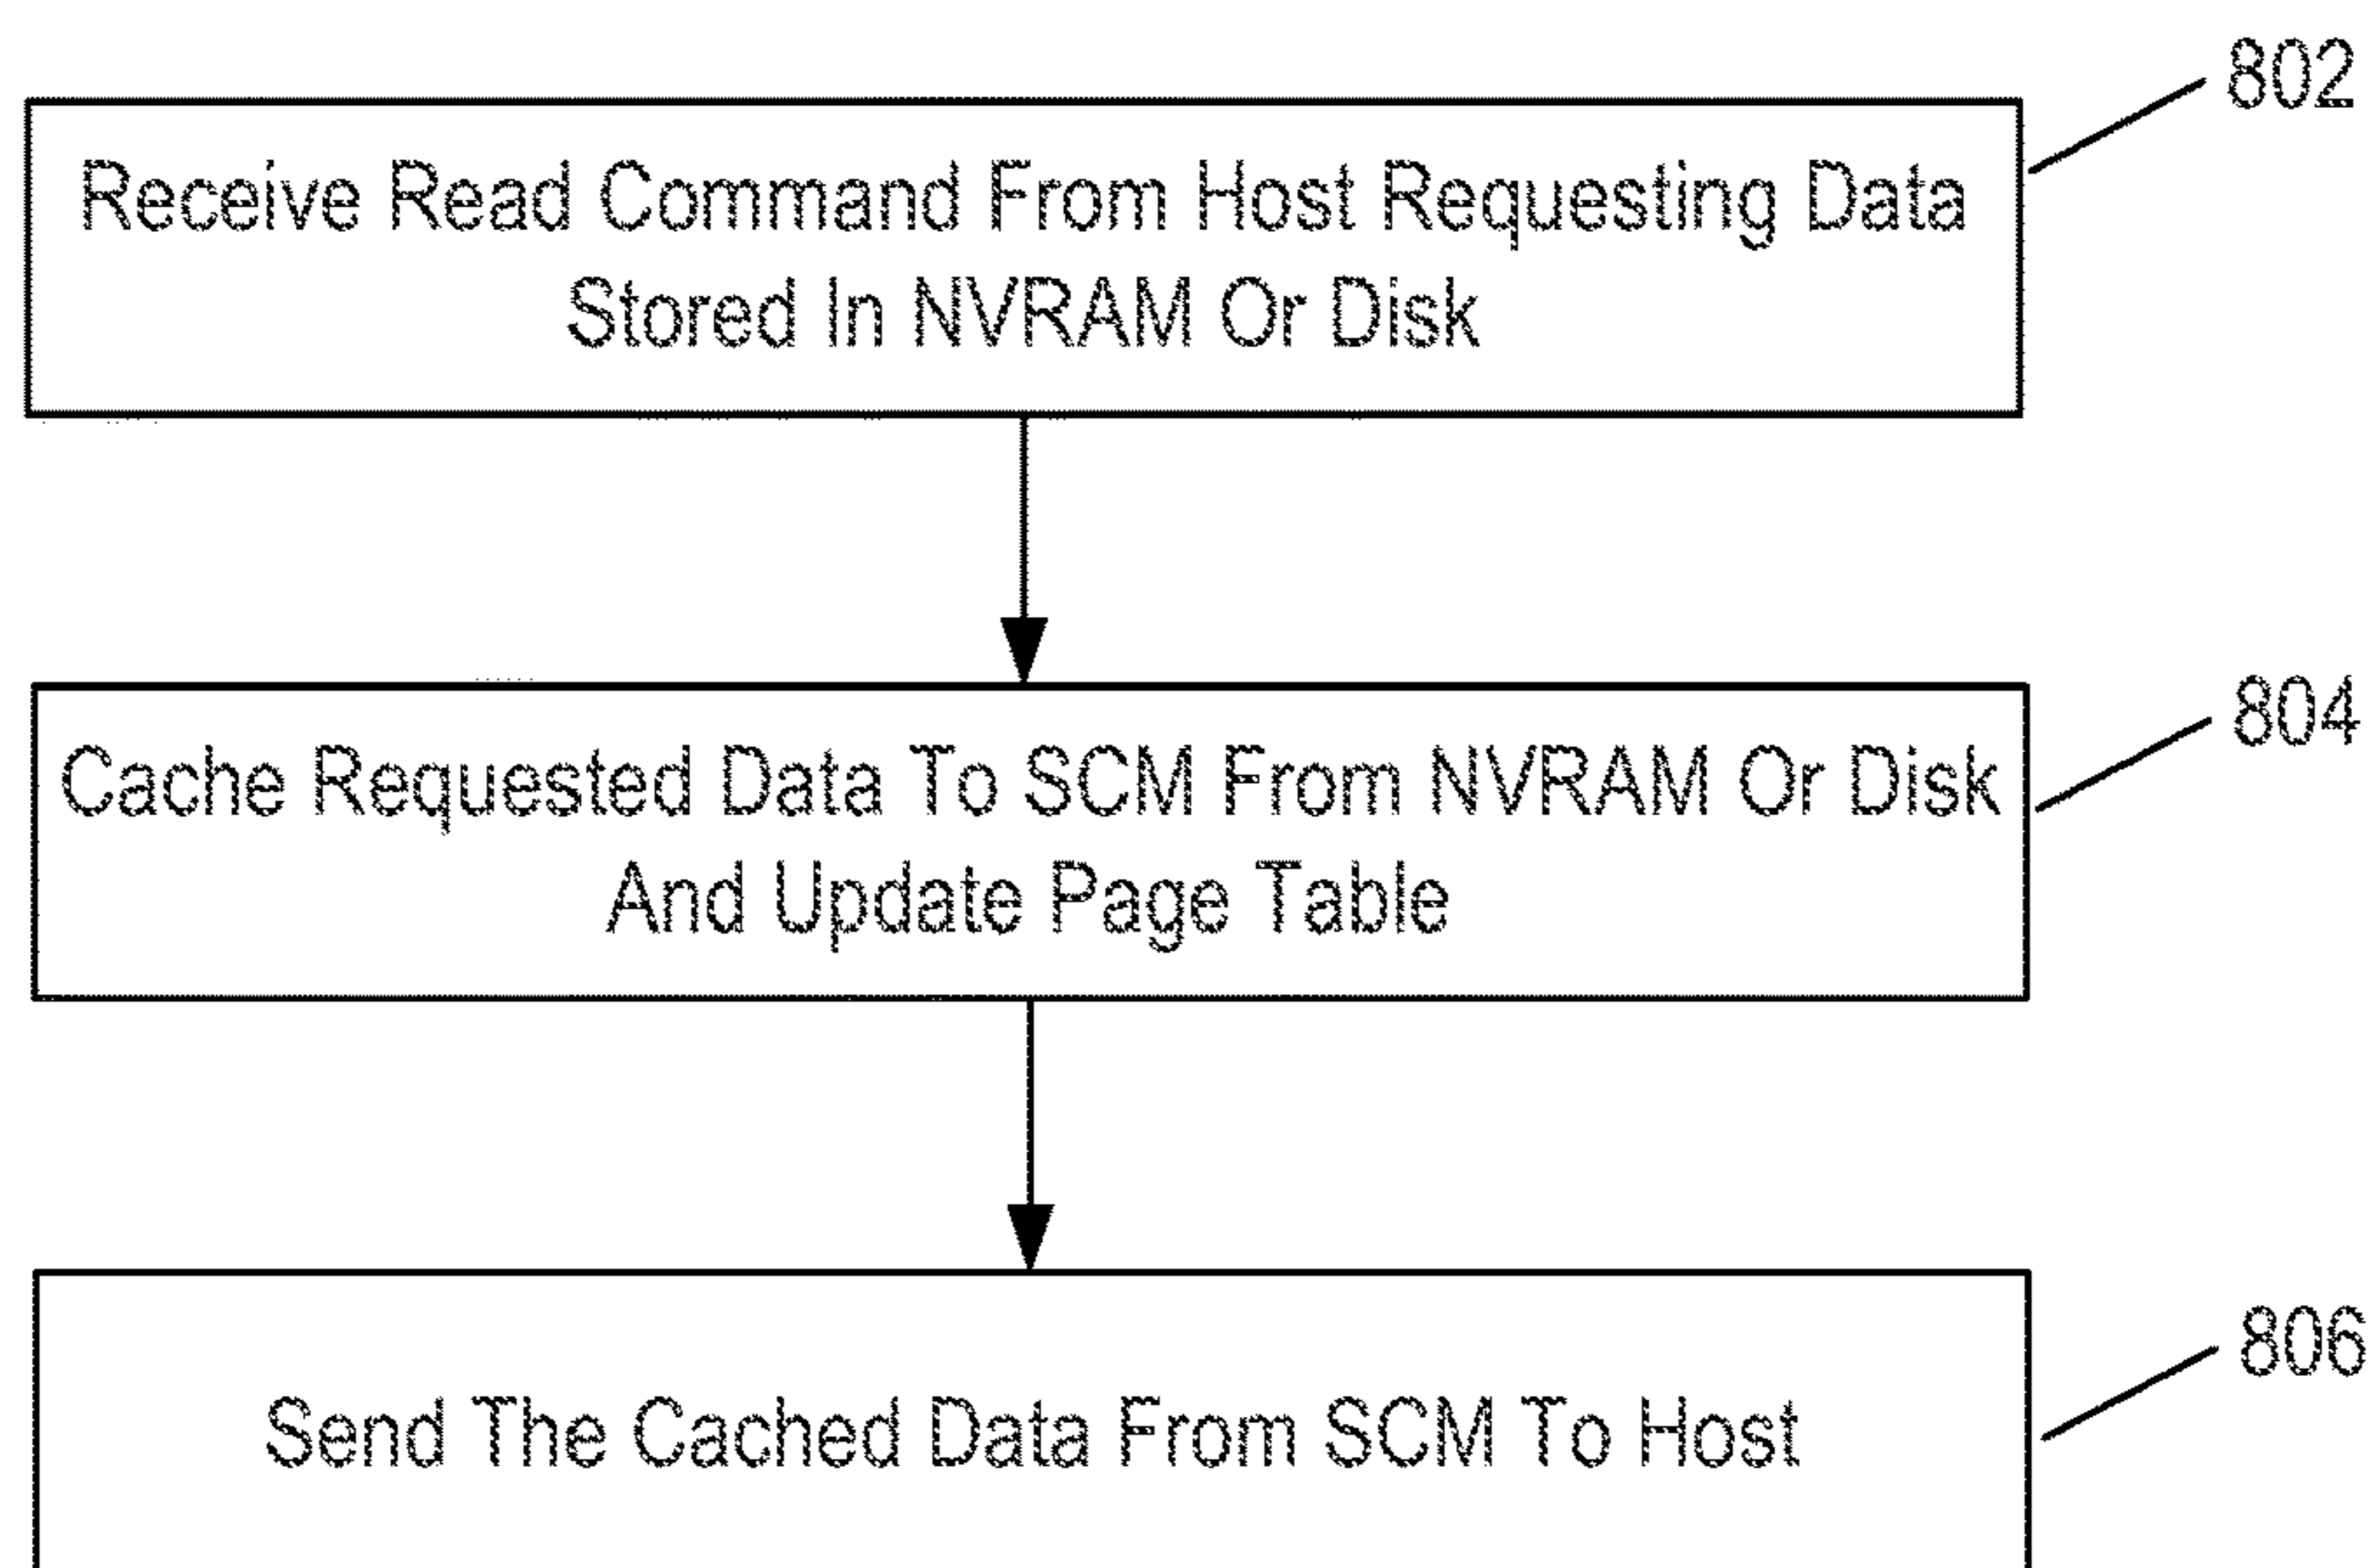 802
Receive Read Command From Host Requesting Data
Stored In NVRAM Or Disk
804
Cache Requested Data To SCM From NVRAM Or Disk
And Update Page Table
806
Send The Cached Data From SCM To Host